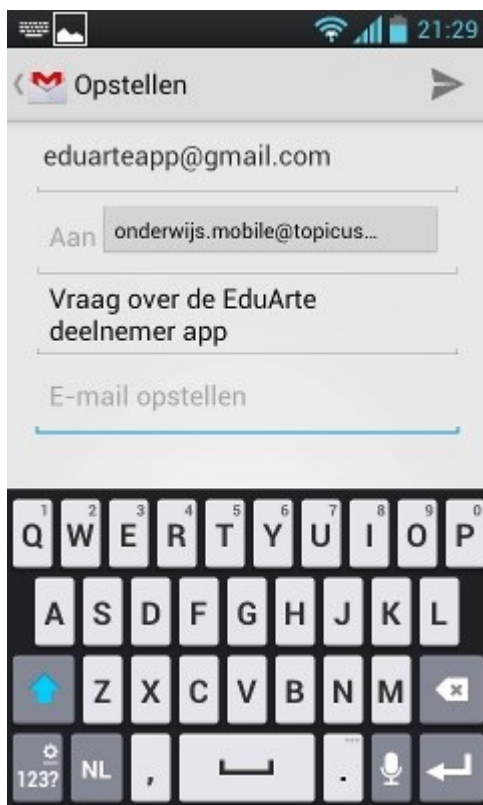 21:29
Opstellen
eduarteapp@gmail.com
Aan onderwijs.mobile@topicus...
Vraag over de EduArte
deelnemer app
E-mail opstellen
1 2 3 4 5 6 7 8 9 0
Q W E R T Y U I O P
A S D F G H J K L
Z X C V B N M
123? NL , .